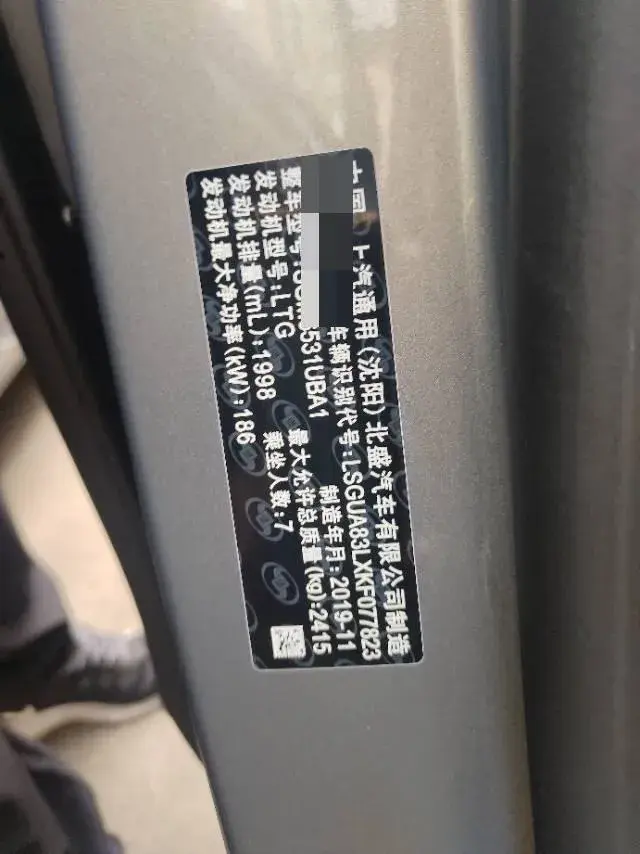 中国 上汽通用(沈阳)北盛汽车有限公司制造
车辆识别代号:LSGUA83LXKF077823
整车型号:SGM 531UBA1 制造年月:2019-11
发动机型号:LTG 最大允许总质量(kg):2415
发动机排量(mL):1998 乘坐人数:7
发动机最大净功率(kW):186